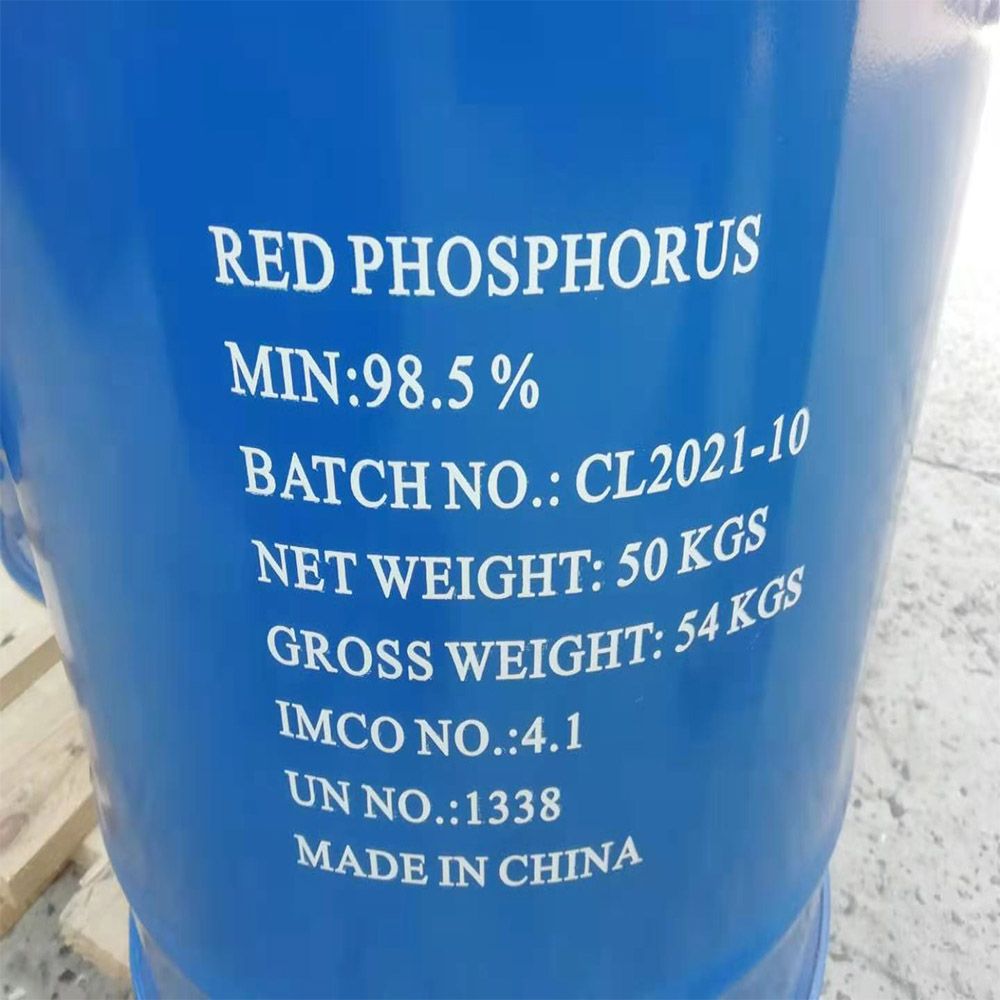 RED PHOSPHORUS
MIN:98.5 %
BATCH NO.: CL2021-10
NET WEIGHT: 50 KGS
GROSS WEIGHT: 54 KGS
IMCO NO.:4.1
UN NO.:1338
MADE IN CHINA